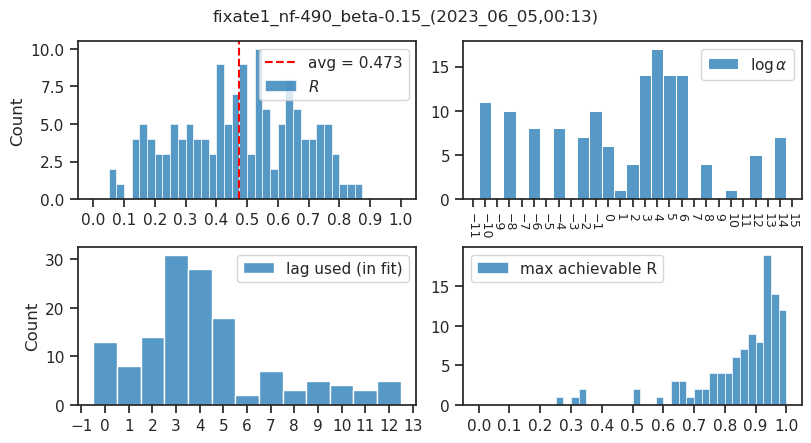 fixate1_nf-490_beta-0.15_(2023_06_05,00:13)
Count
10.0
7.5
5.0
2.5
0.0
avg = 0.473
R
0.0 0.1 0.2 0.3 0.4 0.5 0.6 0.7 0.8 0.9 1.0
15
10
5
0
log α
−11 −10 −9 −8 −7 −6 −5 −4 −3 −2 −1 0 1 2 3 4 5 6 7 8 9 10 11 12 13 14 15
Count
30
20
10
0
lag used (in fit)
−1 0 1 2 3 4 5 6 7 8 9 10 11 12 13
15
10
5
0
max achievable R
0.0 0.1 0.2 0.3 0.4 0.5 0.6 0.7 0.8 0.9 1.0